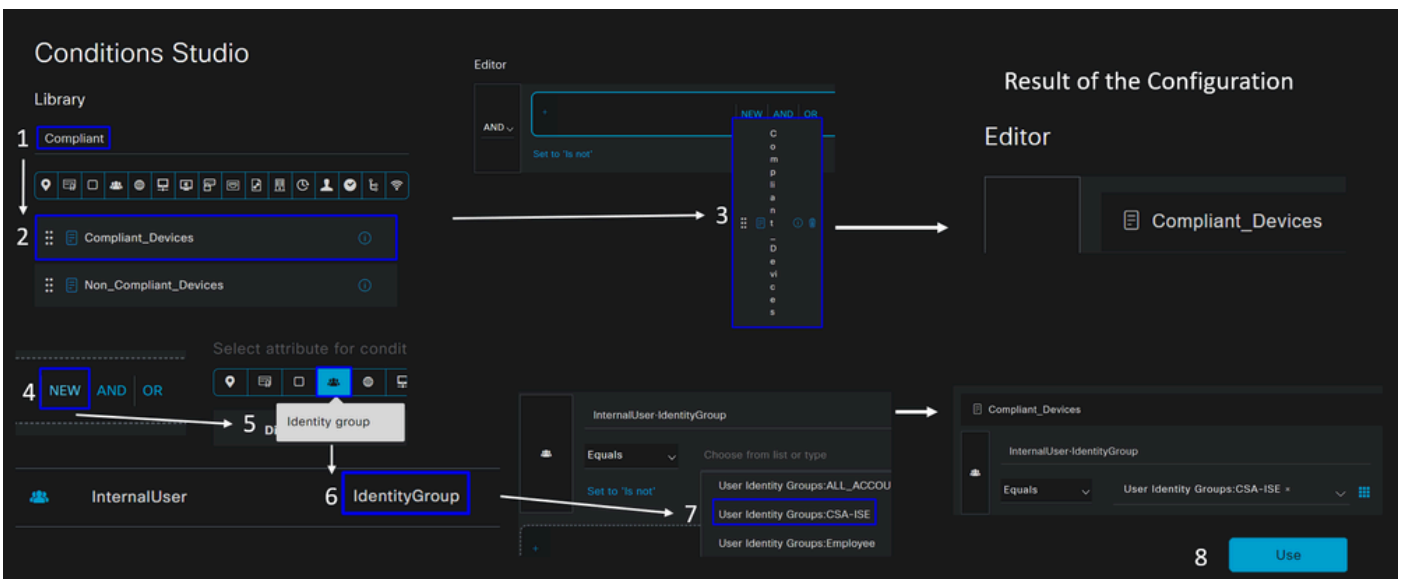 Conditions Studio
Library
1 Compliant
2 Compliant_Devices
Non_Compliant_Devices
Editor
AND
NEW AND OR
Set to 'Is not'
3 Compliant_Devices
Result of the Configuration
Editor
Compliant_Devices
4 NEW AND OR
Select attribute for condit
5 Di
Identity group
InternalUser 6 IdentityGroup
InternalUser·IdentityGroup
Equals Choose from list or type
Set to 'Is not'
User Identity Groups:ALL_ACCOU
7 User Identity Groups:CSA-ISE
User Identity Groups:Employee
Compliant_Devices
InternalUser·IdentityGroup
Equals User Identity Groups:CSA-ISE ×
8 Use